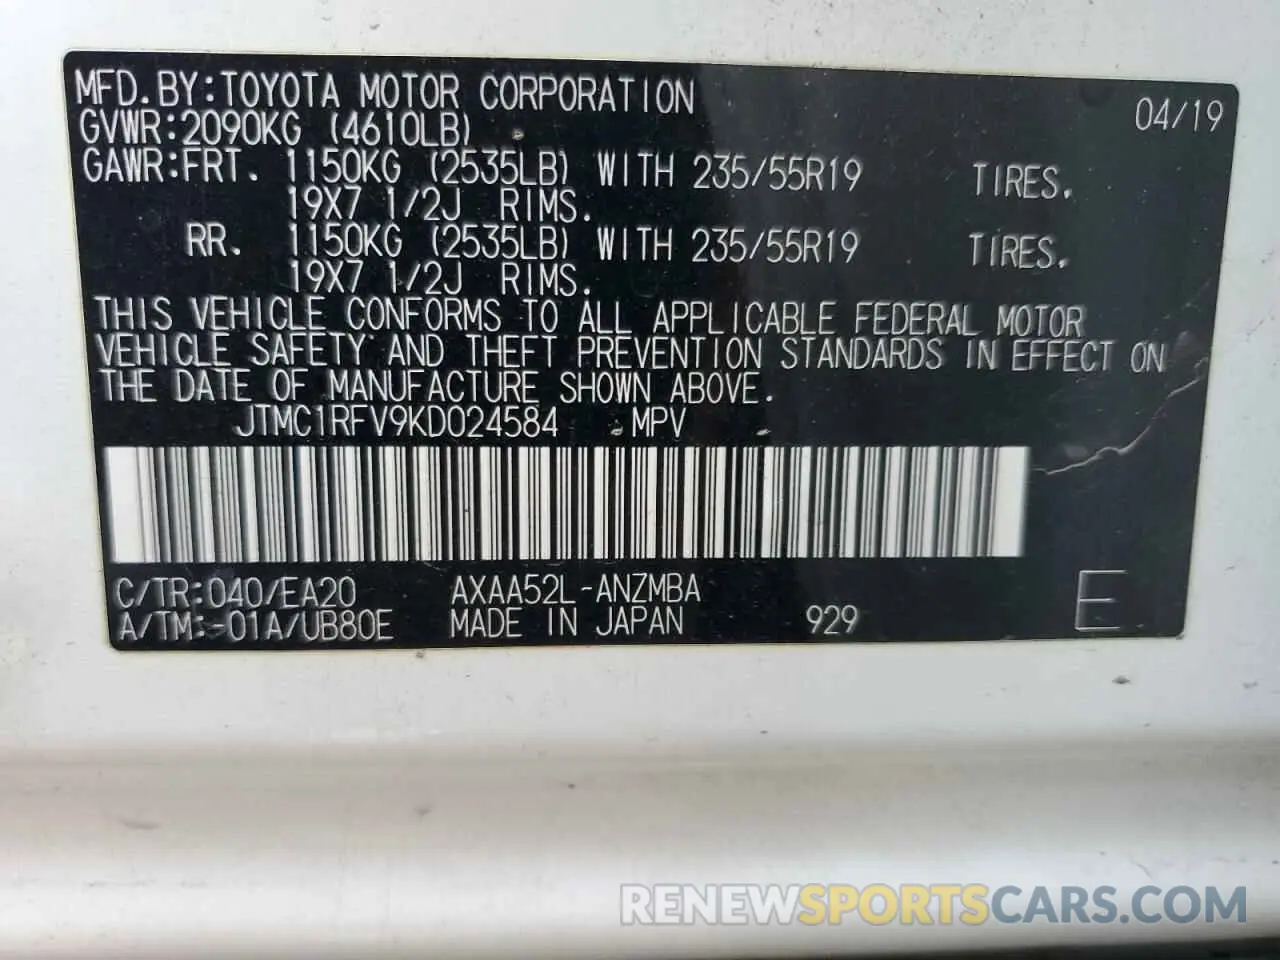 MFD.BY:TOYOTA MOTOR CORPORATION 04/19
GVWR:2090KG (4610LB)
GAWR:FRT. 1150KG (2535LB) WITH 235/55R19 TIRES.
19X7 1/2J RIMS.
RR. 1150KG (2535LB) WITH 235/55R19 TIRES.
19X7 1/2J RIMS.
THIS VEHICLE CONFORMS TO ALL APPLICABLE FEDERAL MOTOR
VEHICLE SAFETY AND THEFT PREVENTION STANDARDS IN EFFECT ON
THE DATE OF MANUFACTURE SHOWN ABOVE.
JTMC1RFV9KD024584 MPV
C/TR:040/EA20 AXAA52L-ANZMBA
A/TM:-01A/UB80E MADE IN JAPAN 929 E
RENEWSPORTSCARS.COM